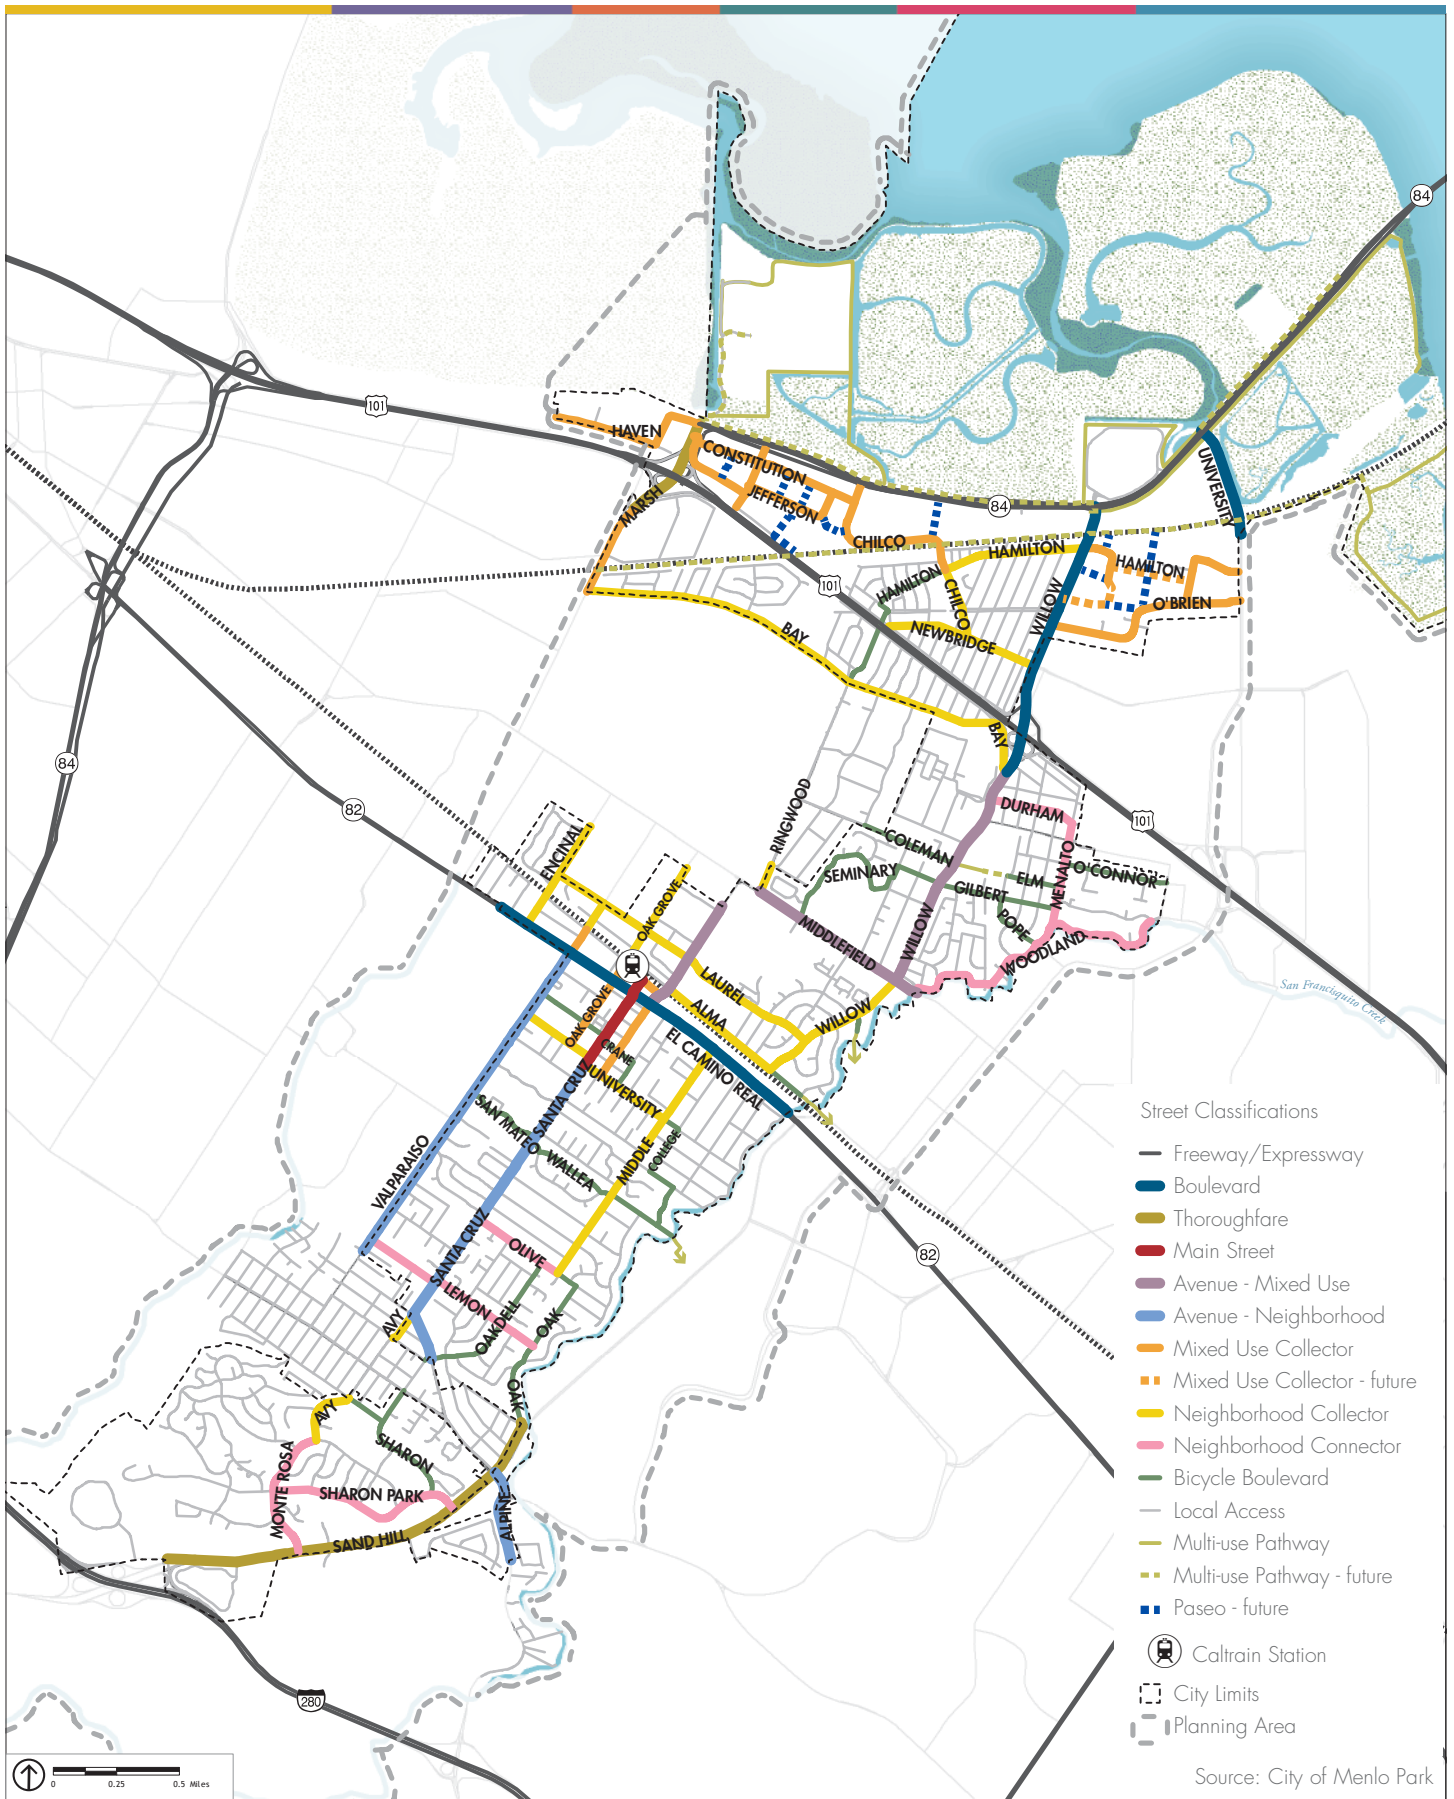 84
HAVEN
101
CONSTITUTION
JEFFERSON
MARSH
UNIVERSITY
84
CHILCO
HAMILTON
HAMILTON
HAMILTON
CHILCO
101
WILLOW
O'BRIEN
BAY
NEWBRIDGE
BAY
84
82
RINGWOOD
DURHAM
101
ENCINAL
'COLEMAN
SEMINARY
ELM
MENALTO
O'CONNOR
GILBERT
OAK GROVE
POPE
WILLOW
MIDDLEFIELD
WOODLAND
LAUREL
San Francisquito Creek
ALMA
WILLOW
OAK GROVE
EL CAMINO REAL
CRANE
SANTA CRUZ
UNIVERSITY
SAN MATEO
WALLEA
MIDDLE
COLLEGE
VALPARAISO
SANTA CRUZ
OLIVE
82
LEMON
AVY
OAKDELL
OAK
OAK
AVY
SHARON
MONTE ROSA
SHARON PARK
SAND HILL
ALPINE
280
0 0.25 0.5 Miles
Street Classifications
Freeway/Expressway
Boulevard
Thoroughfare
Main Street
Avenue - Mixed Use
Avenue - Neighborhood
Mixed Use Collector
Mixed Use Collector - future
Neighborhood Collector
Neighborhood Connector
Bicycle Boulevard
Local Access
Multi-use Pathway
Multi-use Pathway - future
Paseo - future
Caltrain Station
City Limits
Planning Area
Source: City of Menlo Park